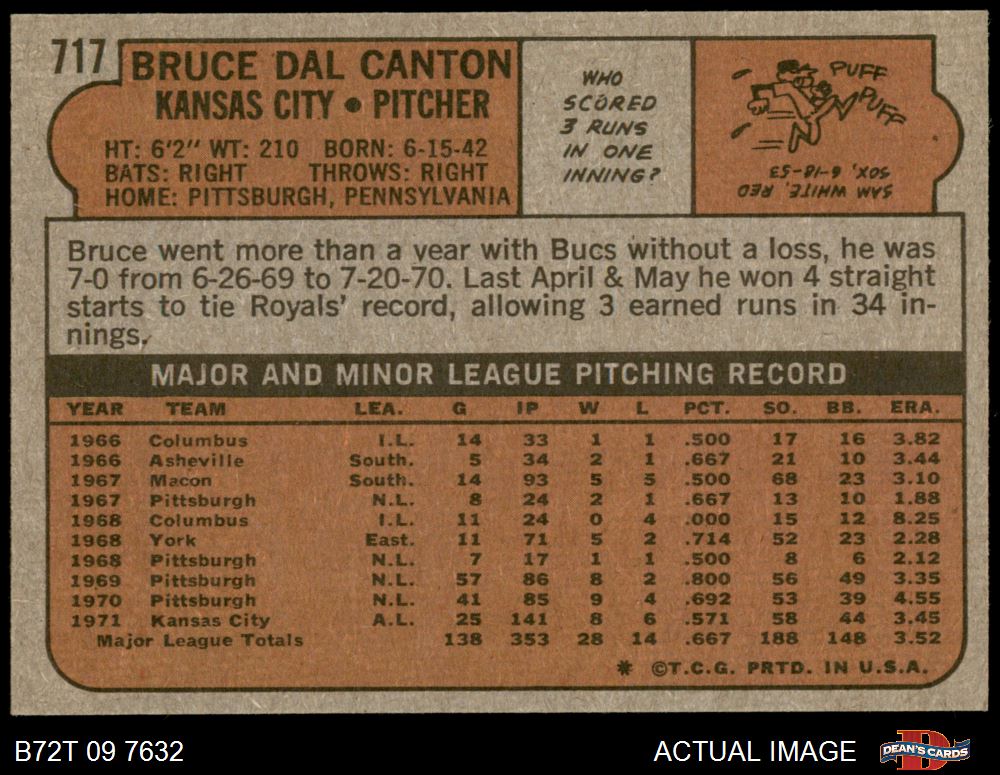 717
BRUCE DAL CANTON
KANSAS CITY • PITCHER
HT: 6'2" WT: 210 BORN: 6-15-42
BATS: RIGHT THROWS: RIGHT
HOME: PITTSBURGH, PENNSYLVANIA
WHO
SCORED
3 RUNS
IN ONE
INNING?
PUFF
PUFF
SAM WHITE, RED
SOX, 6-18-53
Bruce went more than a year with Bucs without a loss, he was
7-0 from 6-26-69 to 7-20-70. Last April & May he won 4 straight
starts to tie Royals' record, allowing 3 earned runs in 34 in-
nings.
MAJOR AND MINOR LEAGUE PITCHING RECORD
YEAR TEAM LEA. G IP W L PCT. SO. BB. ERA.
1966 Columbus I.L. 14 33 1 1 .500 17 16 3.82
1966 Asheville South. 5 34 2 1 .667 21 10 3.44
1967 Macon South. 14 93 5 5 .500 68 23 3.10
1967 Pittsburgh N.L. 8 24 2 1 .667 13 10 1.88
1968 Columbus I.L. 11 24 0 4 .000 15 12 8.25
1968 York East. 11 71 5 2 .714 52 23 2.28
1968 Pittsburgh N.L. 7 17 1 1 .500 8 6 2.12
1969 Pittsburgh N.L. 57 86 8 2 .800 56 49 3.35
1970 Pittsburgh N.L. 41 85 9 4 .692 53 39 4.55
1971 Kansas City A.L. 25 141 8 6 .571 58 44 3.45
Major League Totals 138 353 28 14 .667 188 148 3.52
* ©T.C.G. PRTD. IN U.S.A.
B72T 09 7632 ACTUAL IMAGE DEAN'S CARDS